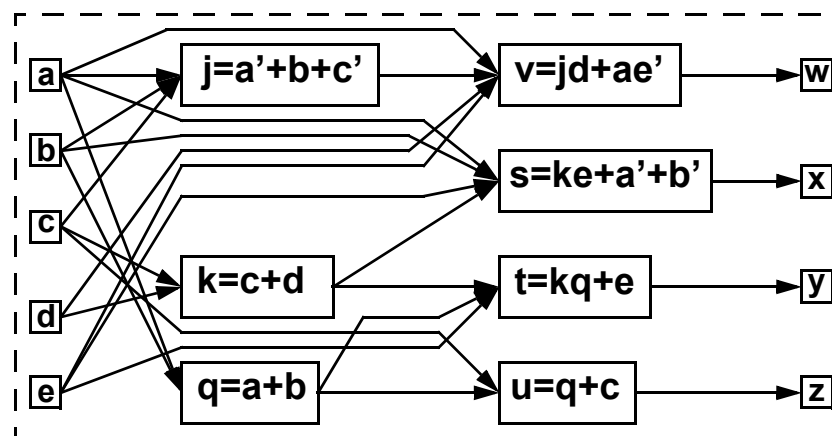 a
j=a’+b+c’
v=jd+ae’
w
b
s=ke+a’+b’
x
c
k=c+d
t=kq+e
y
d
e
q=a+b
u=q+c
z